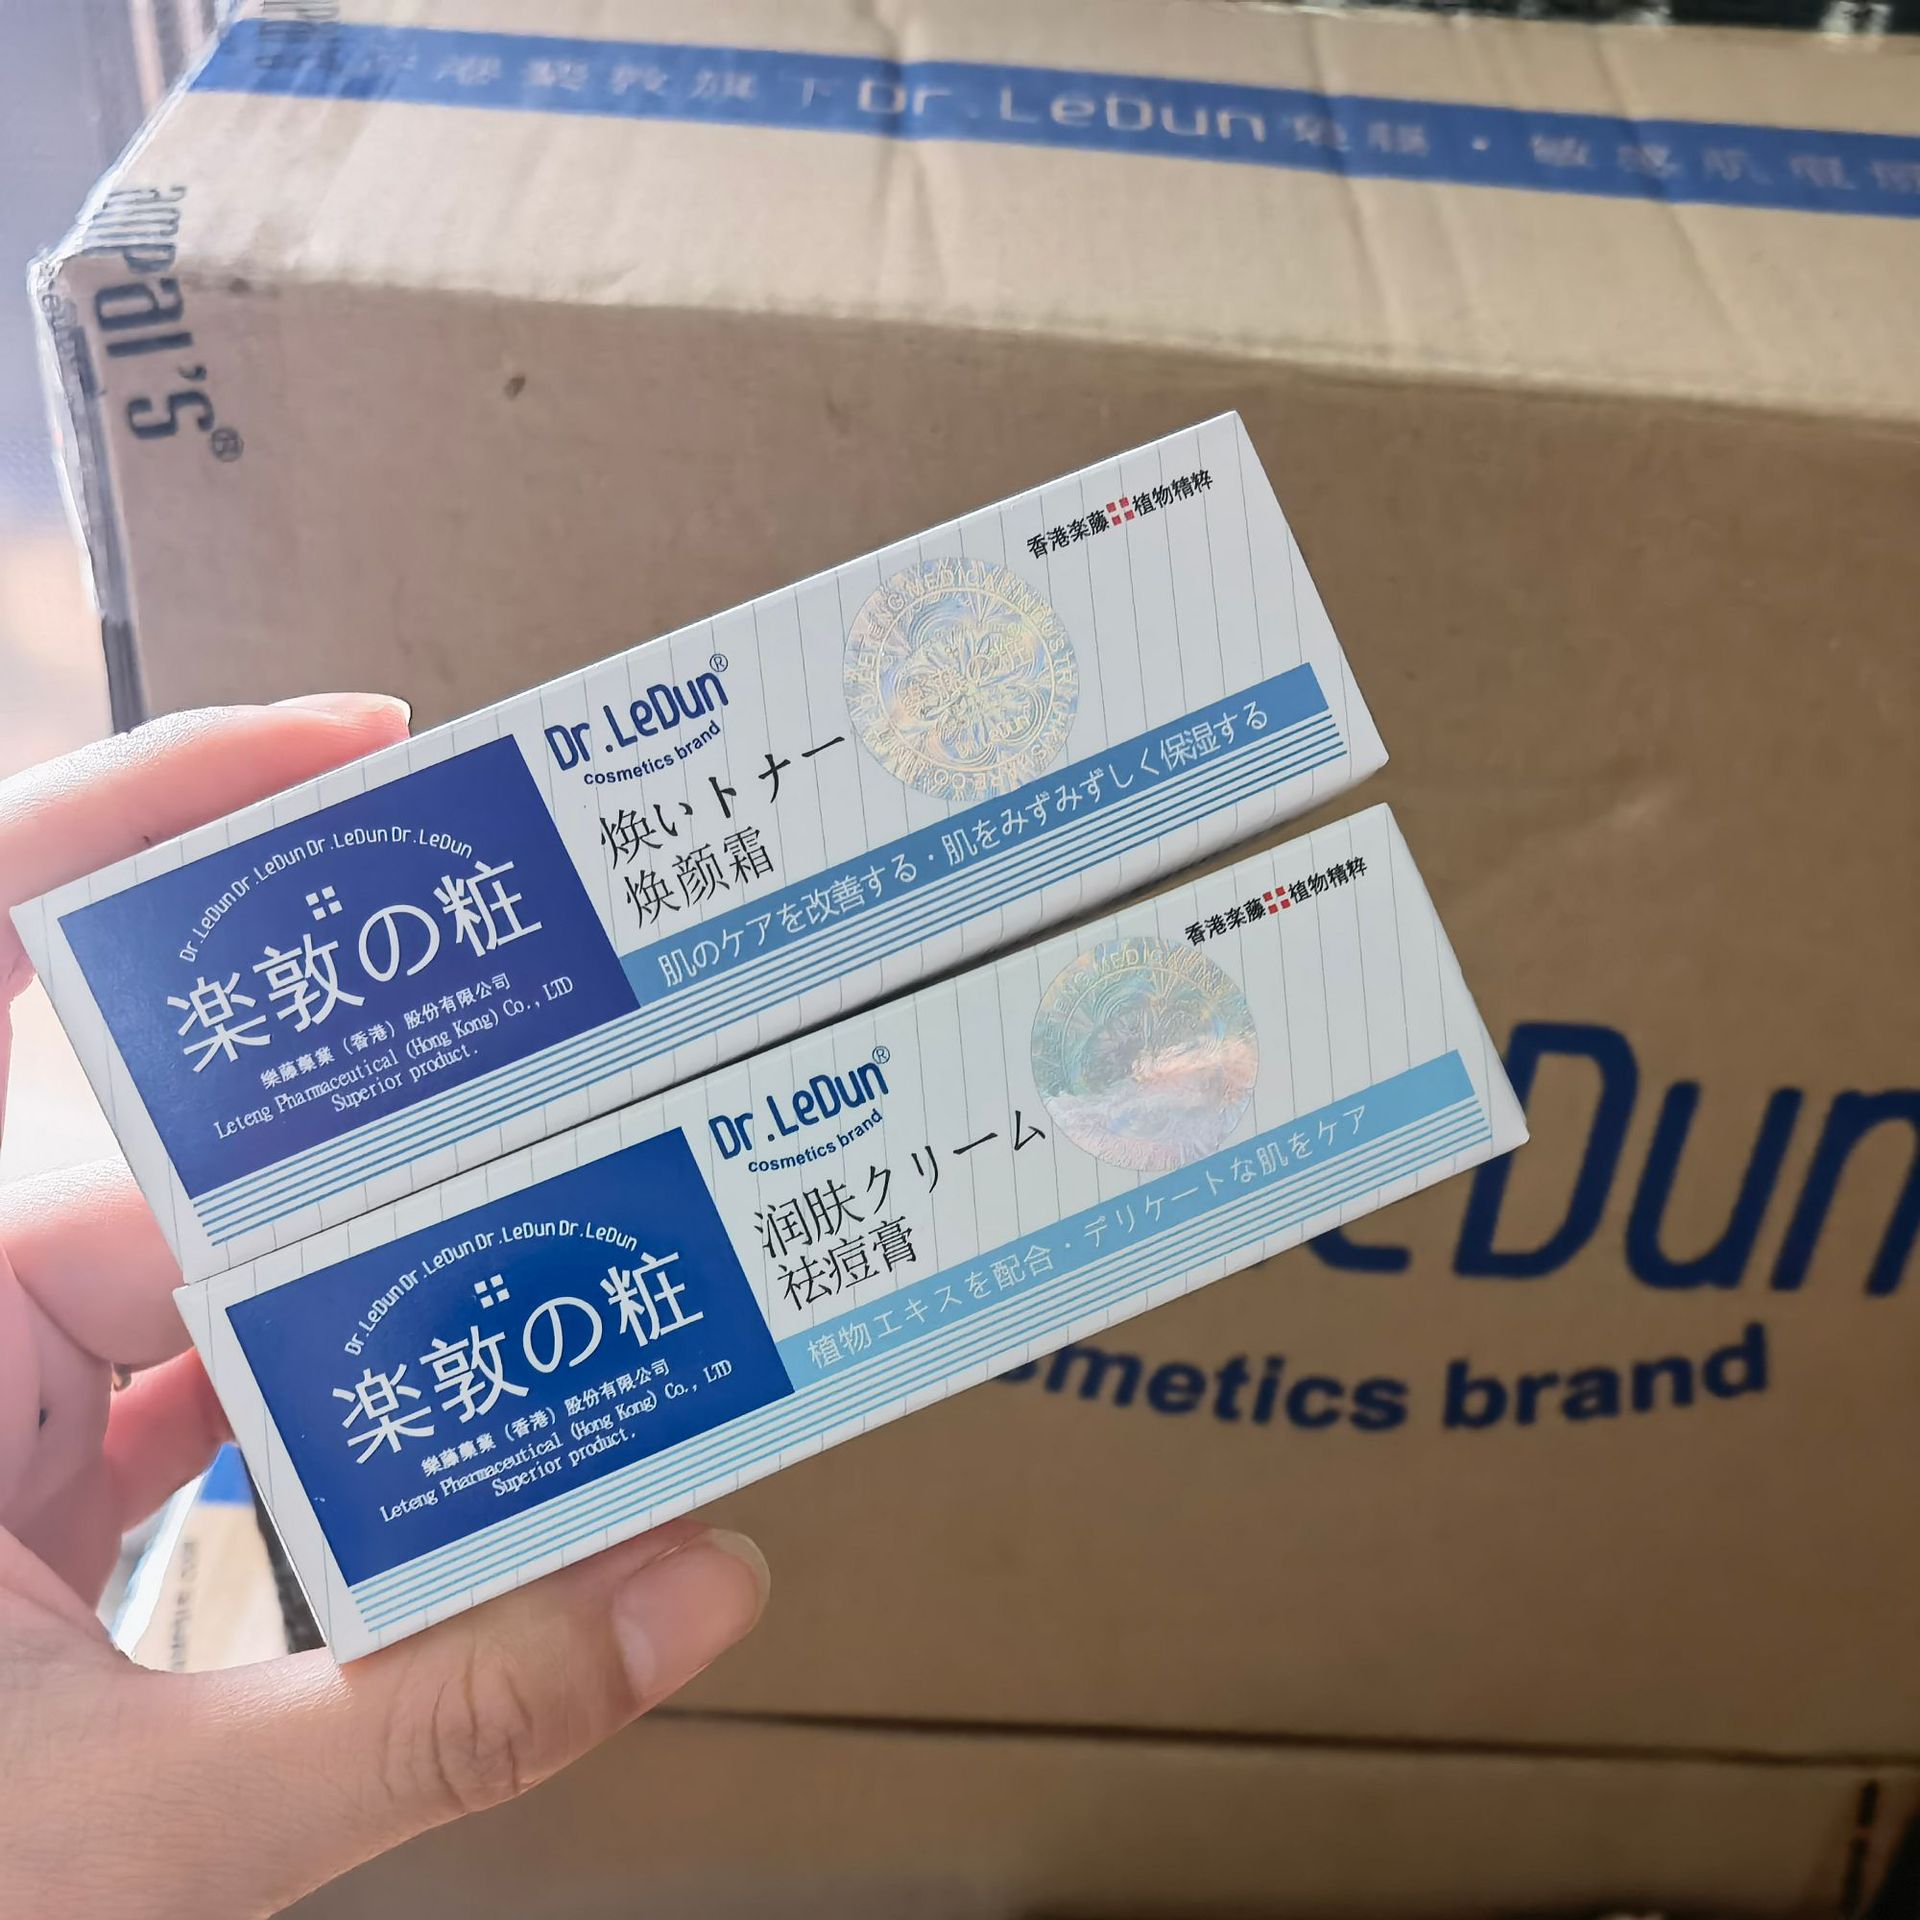 Dr.LeDun
ampal's®
香港楽藤植物精粹
Dr.LeDun®
cosmetics brand
焕いトナー
焕颜霜
肌のケアを改善する・肌をみずみずしく保湿する
Dr.LeDun Dr.LeDun Dr.LeDun Dr.LeDun
楽敦の粧
樂藤藥業（香港）股份有限公司
Leteng Pharmaceutical (Hong Kong) Co., LTD
Superior product.
香港楽藤植物精粹
Dr.LeDun®
cosmetics brand
润肤クリーム
祛痘膏
植物エキスを配合・デリケートな肌をケア
Dr.LeDun Dr.LeDun Dr.LeDun Dr.LeDun
楽敦の粧
樂藤藥業（香港）股份有限公司
Leteng Pharmaceutical (Hong Kong) Co., LTD
Superior product.
eDun
smetics brand